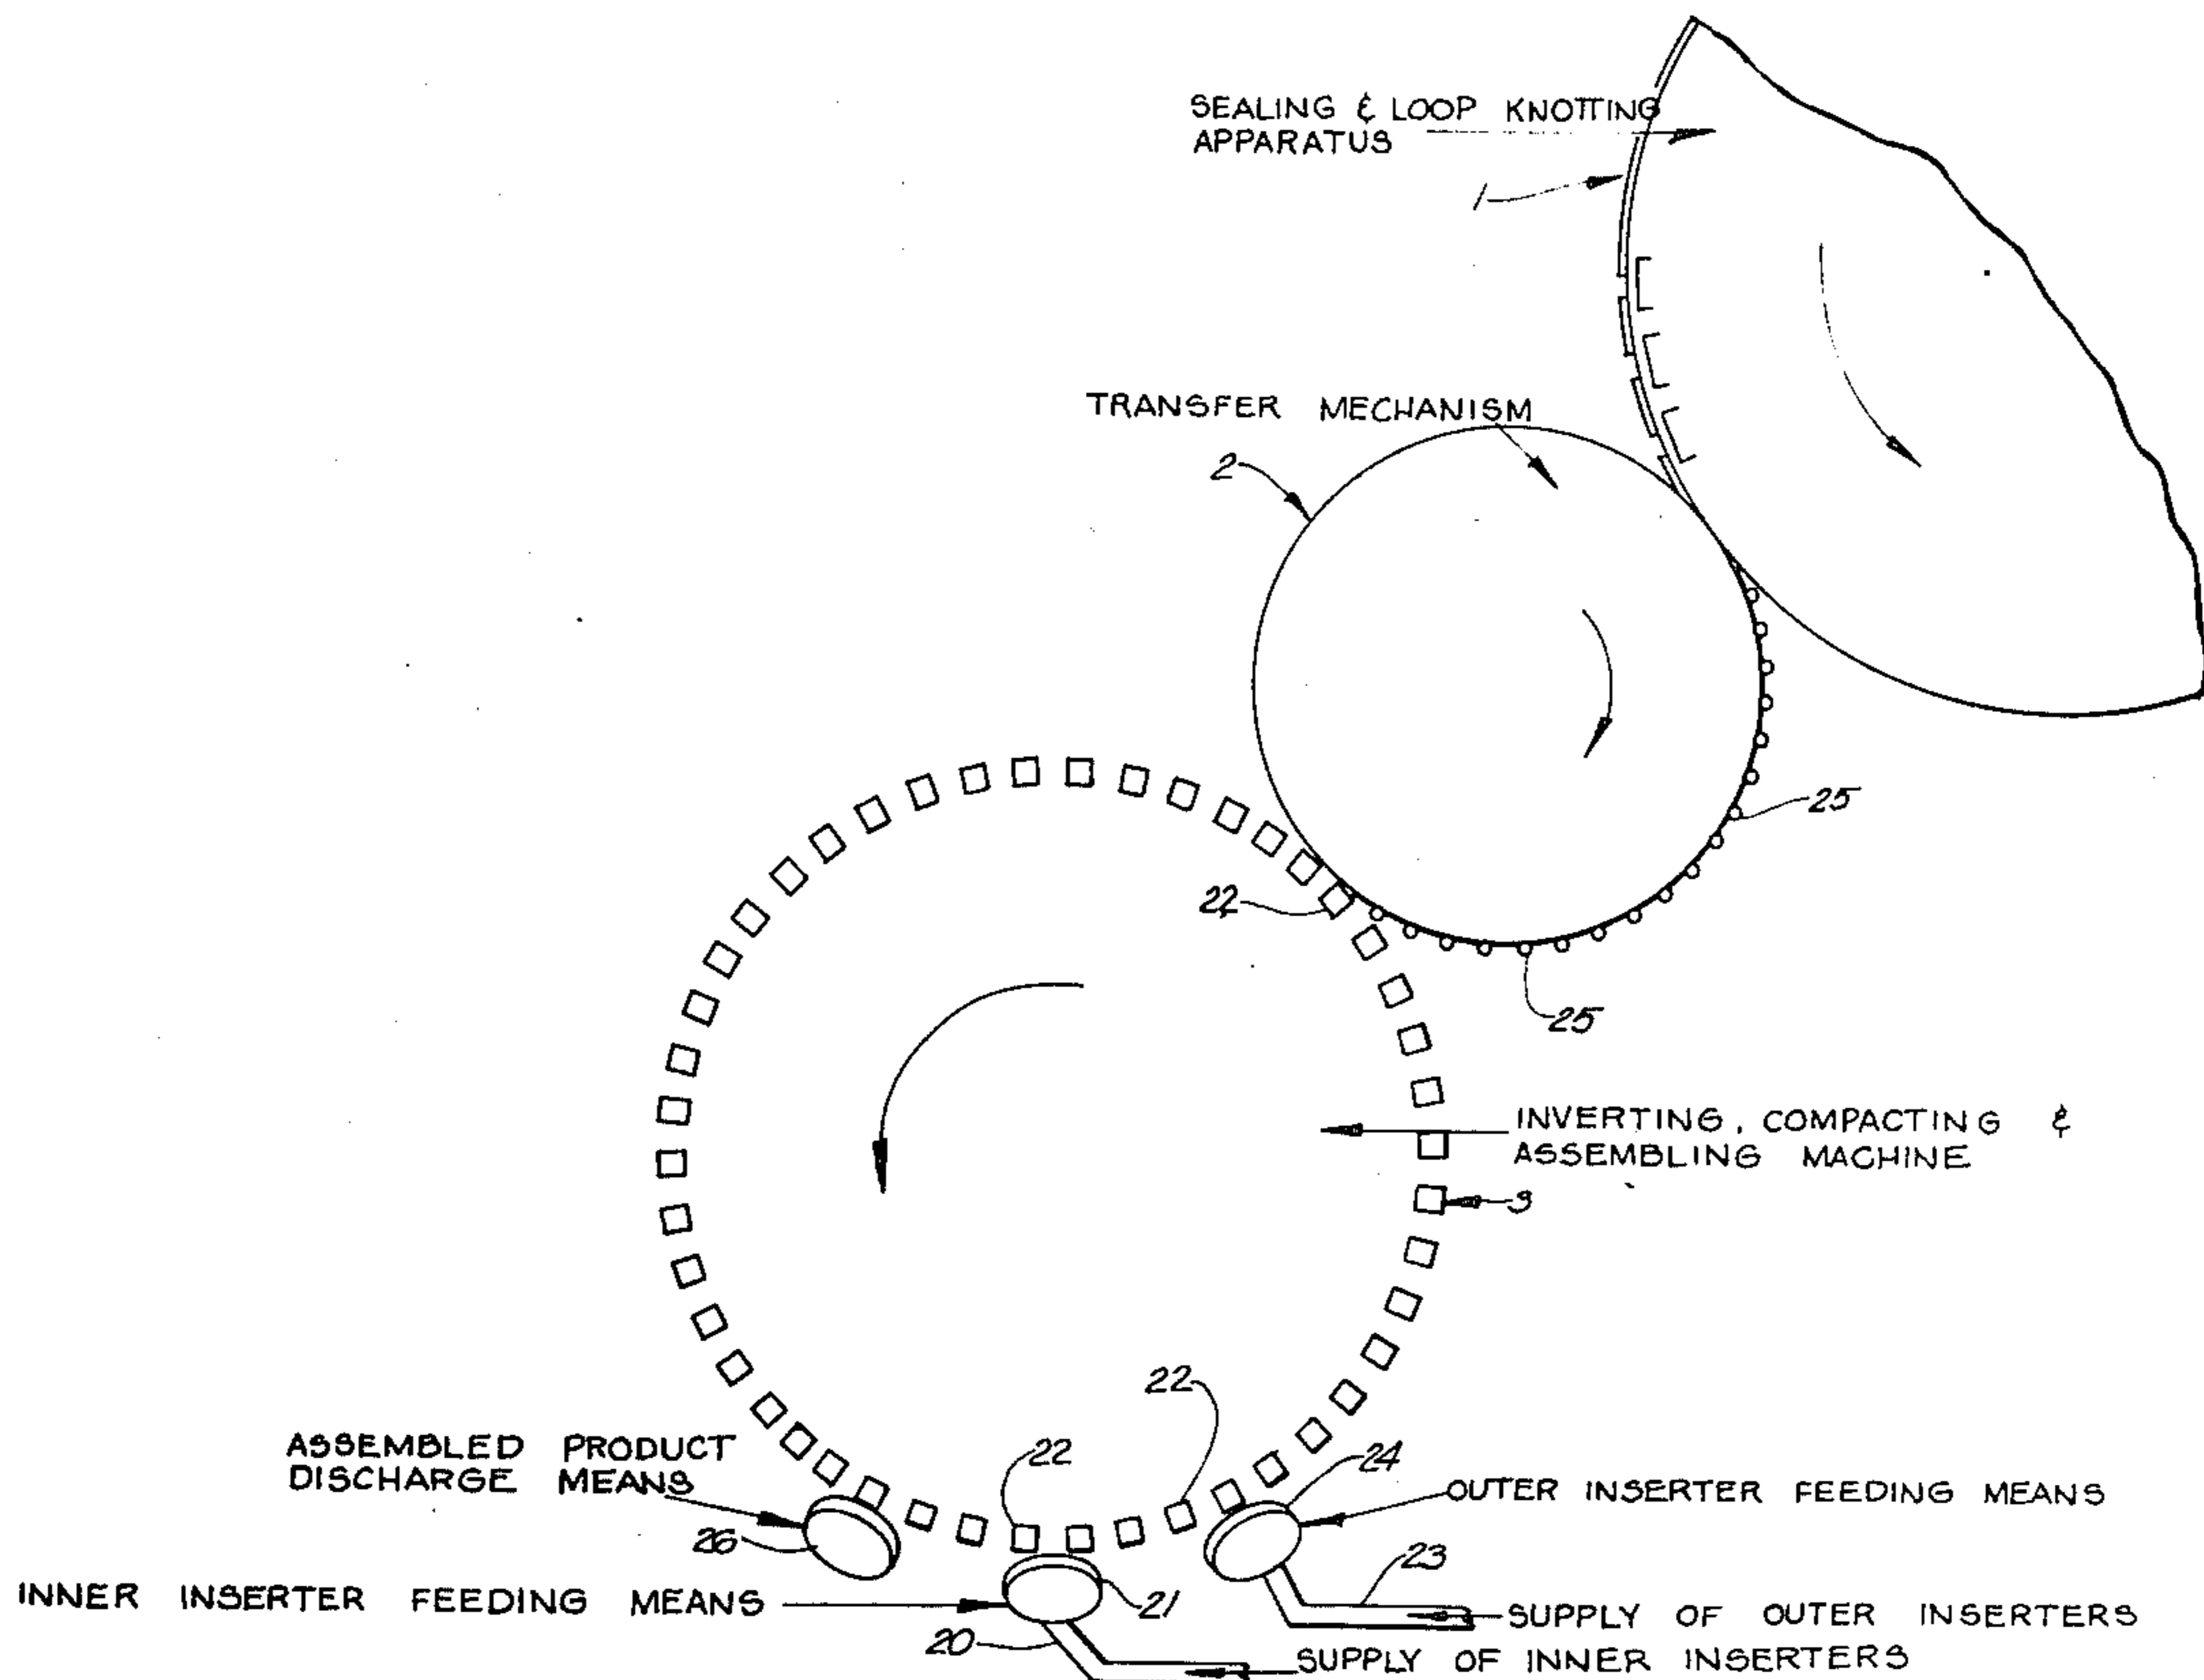 SEALING & LOOP KNOTTING
APPARATUS
1
TRANSFER MECHANISM
2
25
22
25
INVERTING, COMPACTING &
ASSEMBLING MACHINE
3
22
ASSEMBLED PRODUCT
DISCHARGE MEANS
22
24
OUTER INSERTER FEEDING MEANS
26
23
INNER INSERTER FEEDING MEANS
21
SUPPLY OF OUTER INSERTERS
20
SUPPLY OF INNER INSERTERS